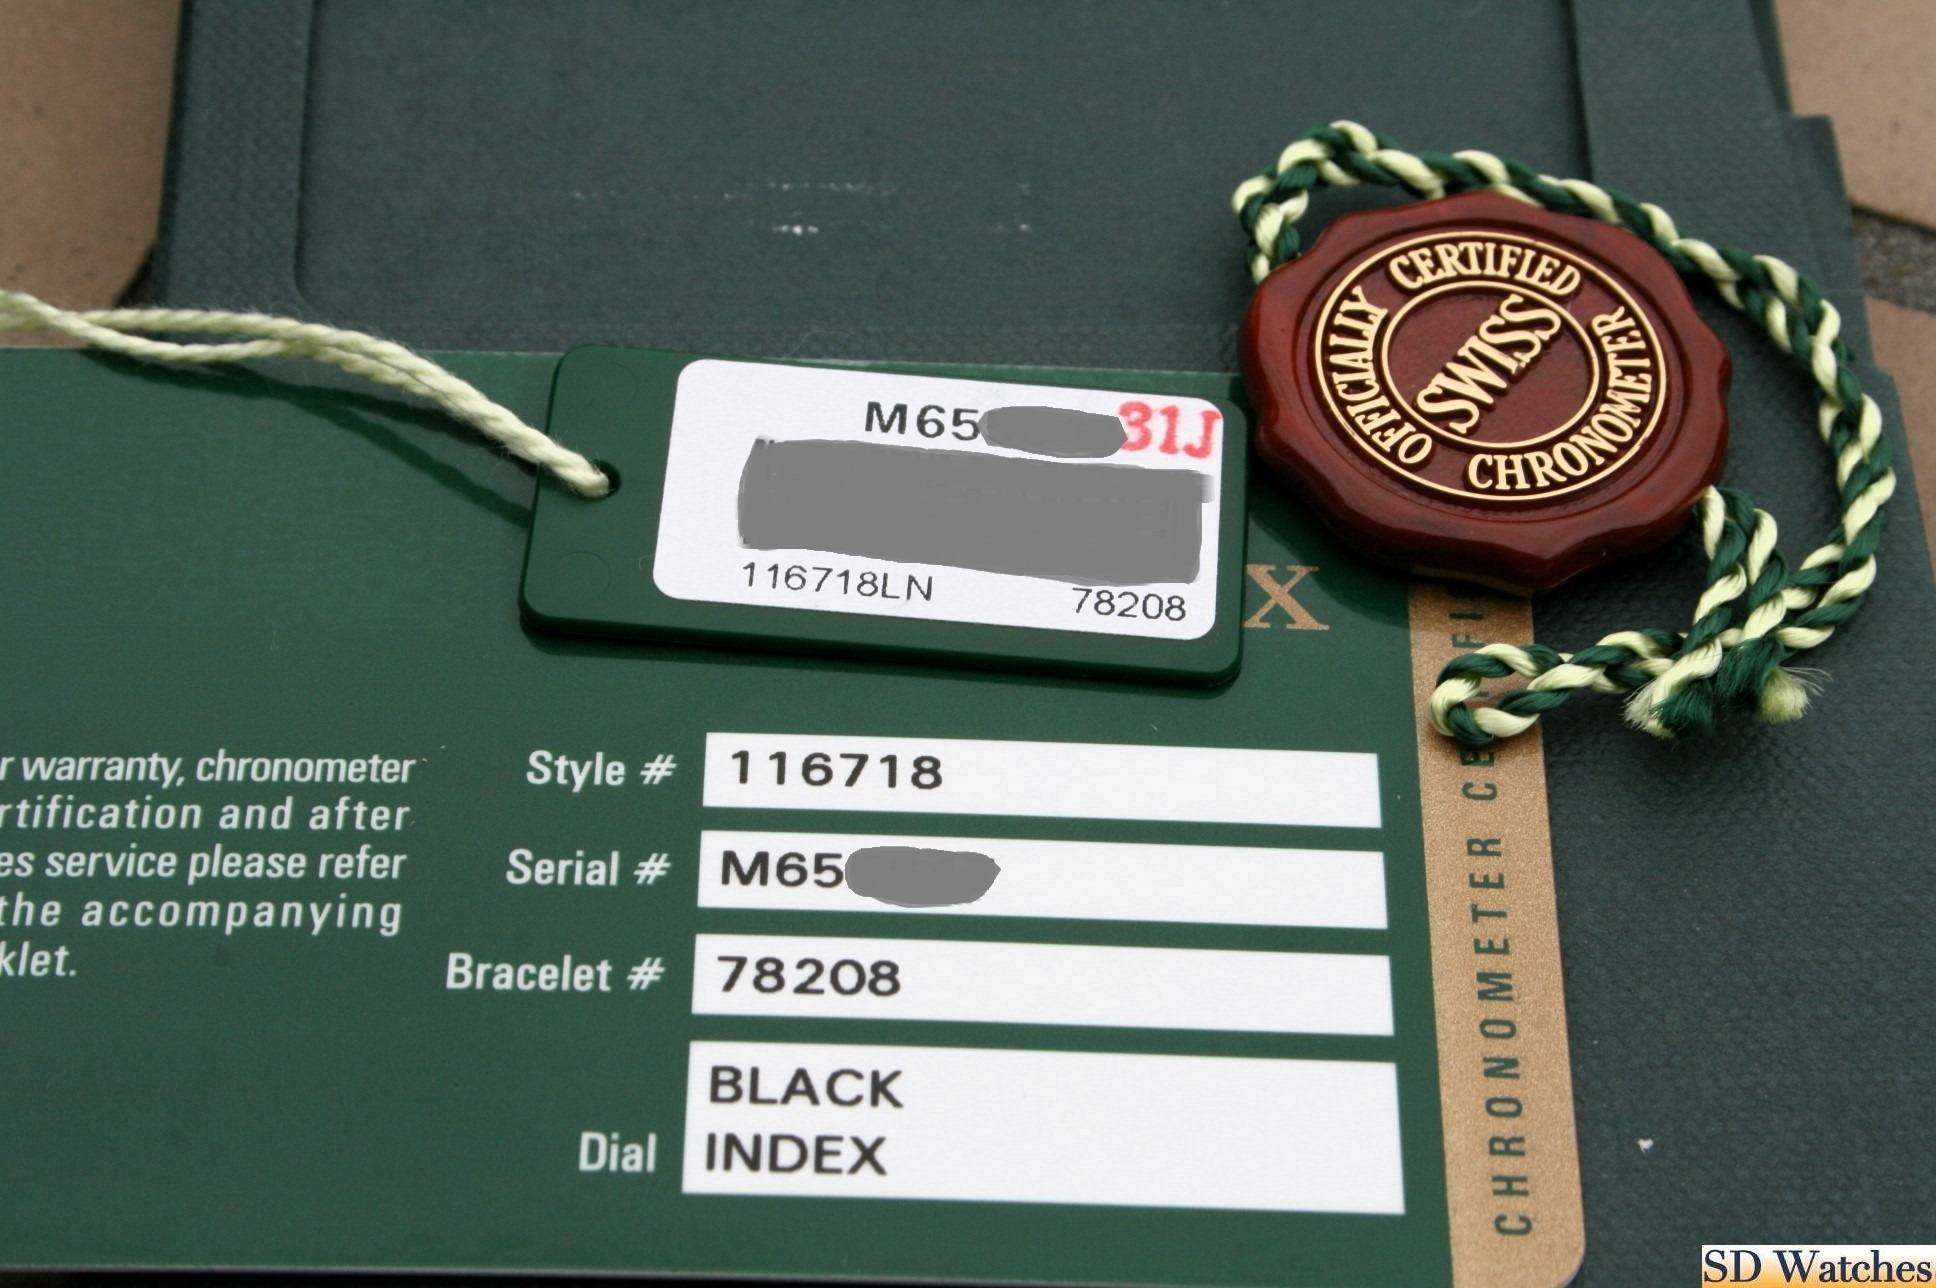 OFFICIALLY CERTIFIED
CHRONOMETER
SWISS
M65 31J
116718LN 78208
X
r warranty, chronometer
rtification and after
es service please refer
the accompanying
klet.
Style # 116718
Serial # M65
Bracelet # 78208
Dial BLACK
INDEX
CHRONOMETER CE
SD Watches